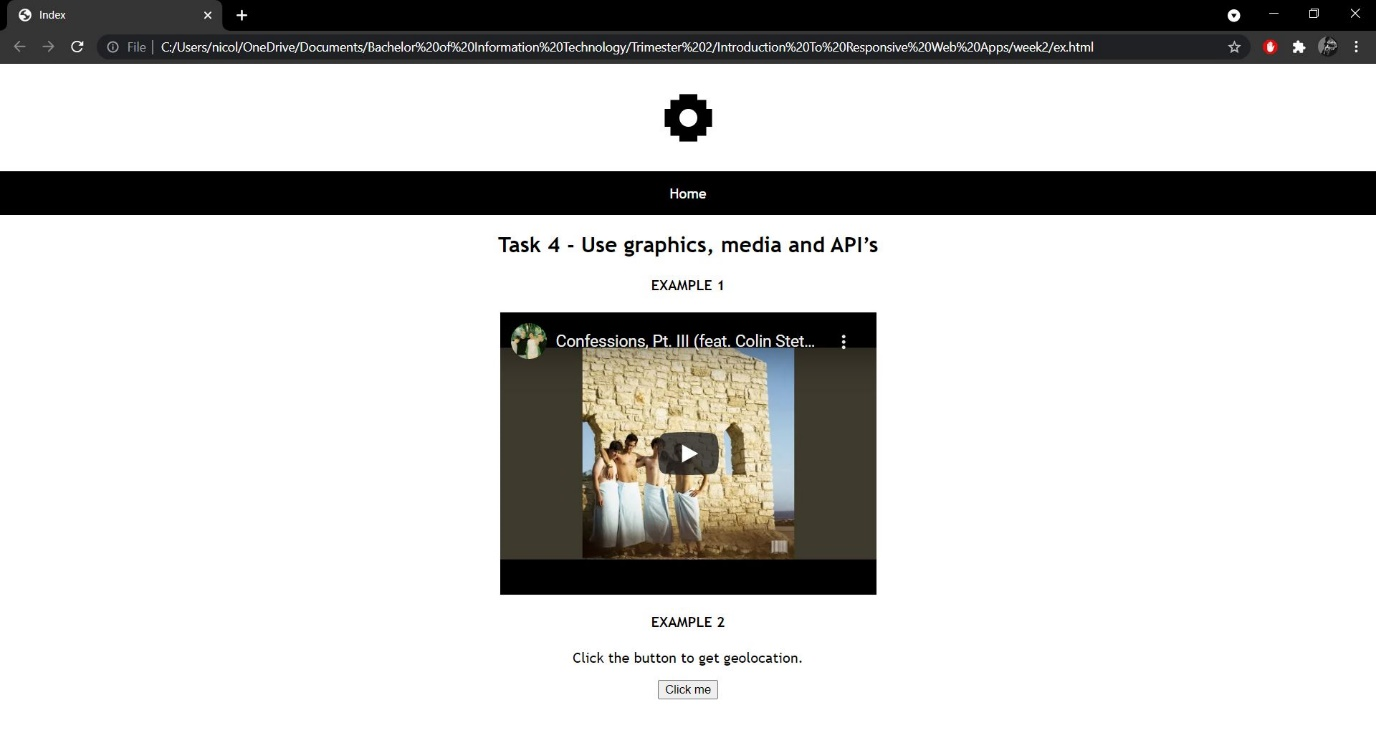 Index
File | C:/Users/nicol/OneDrive/Documents/Bachelor%20of%20Information%20Technology/Trimester%202/Introduction%20To%20Responsive%20Web%20Apps/week2/ex.html
Home
Task 4 - Use graphics, media and API’s
EXAMPLE 1
Confessions, Pt. III (feat. Colin Stet...
EXAMPLE 2
Click the button to get geolocation.
Click me